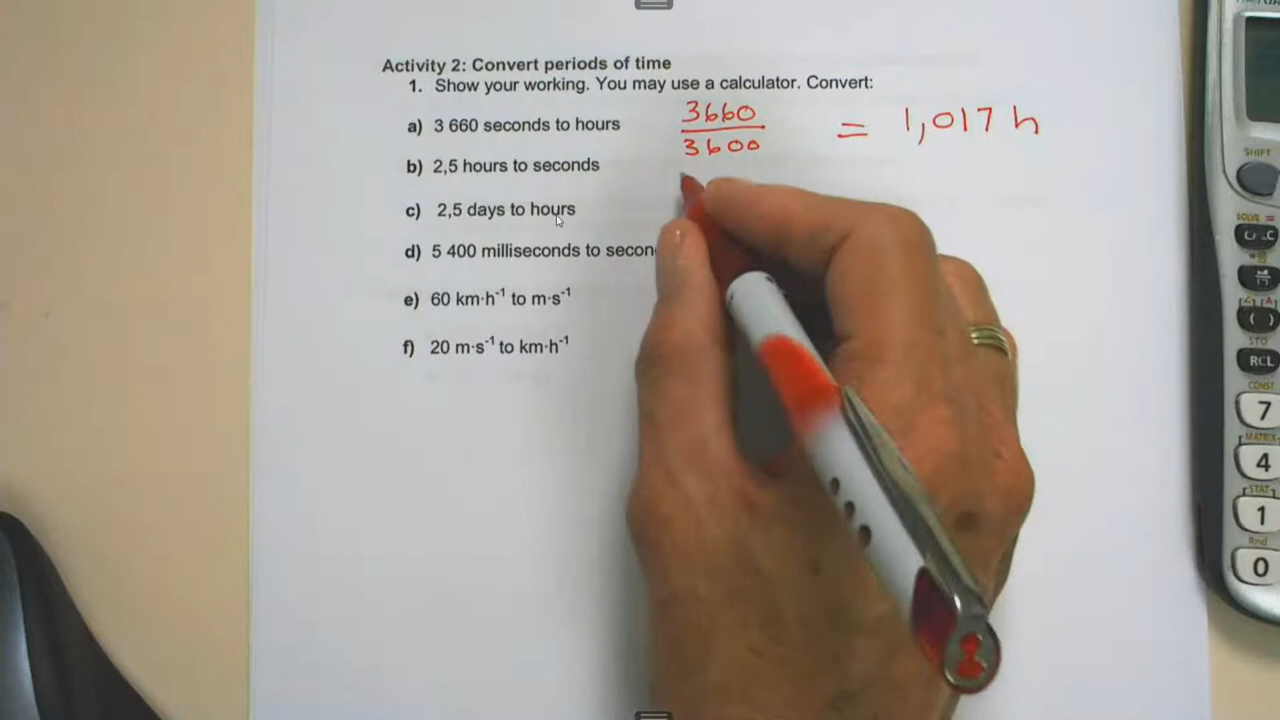 Activity 2: Convert periods of time
1. Show your working. You may use a calculator. Convert:
a) 3 660 seconds to hours
3660
3600
= 1,017 h
b) 2,5 hours to seconds
c) 2,5 days to hours
d) 5 400 milliseconds to
e) 60 km·h⁻¹ to m·s⁻¹
f) 20 m·s⁻¹ to km·h⁻¹
SHIFT
SOLVE =
STO
RCL
CONST
7
MATRIX
4
STAT
1
Rnd
0